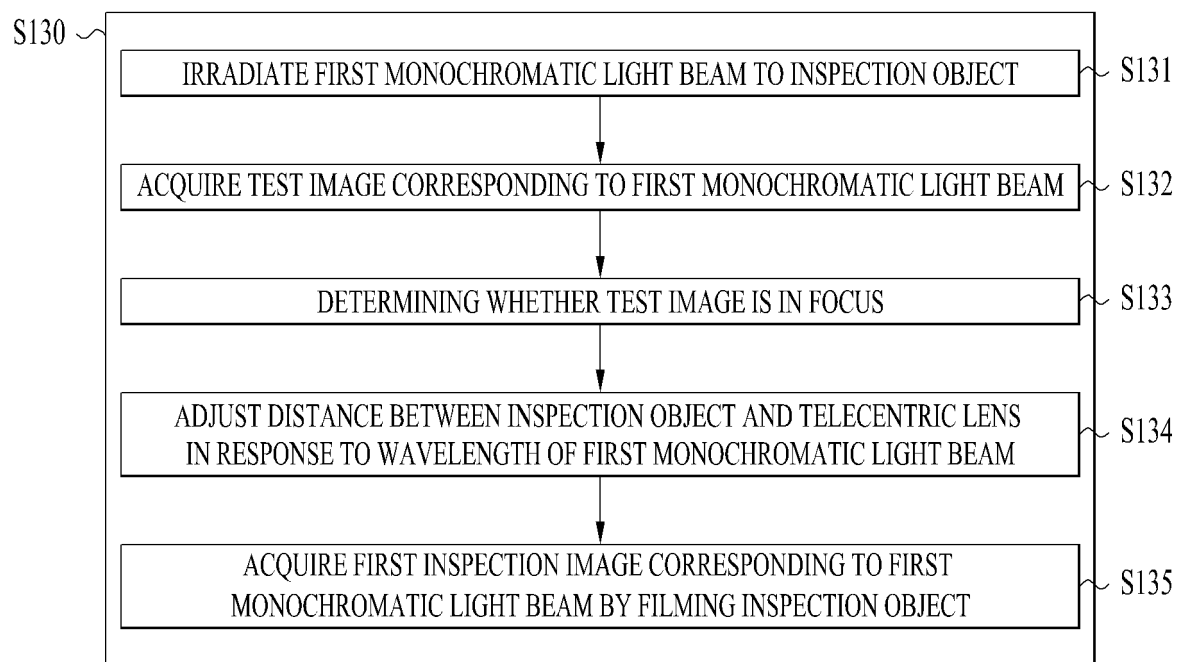 S130
IRRADIATE FIRST MONOCHROMATIC LIGHT BEAM TO INSPECTION OBJECT
S131
ACQUIRE TEST IMAGE CORRESPONDING TO FIRST MONOCHROMATIC LIGHT BEAM
S132
DETERMINING WHETHER TEST IMAGE IS IN FOCUS
S133
ADJUST DISTANCE BETWEEN INSPECTION OBJECT AND TELECENTRIC LENS
IN RESPONSE TO WAVELENGTH OF FIRST MONOCHROMATIC LIGHT BEAM
S134
ACQUIRE FIRST INSPECTION IMAGE CORRESPONDING TO FIRST
MONOCHROMATIC LIGHT BEAM BY FILMING INSPECTION OBJECT
S135